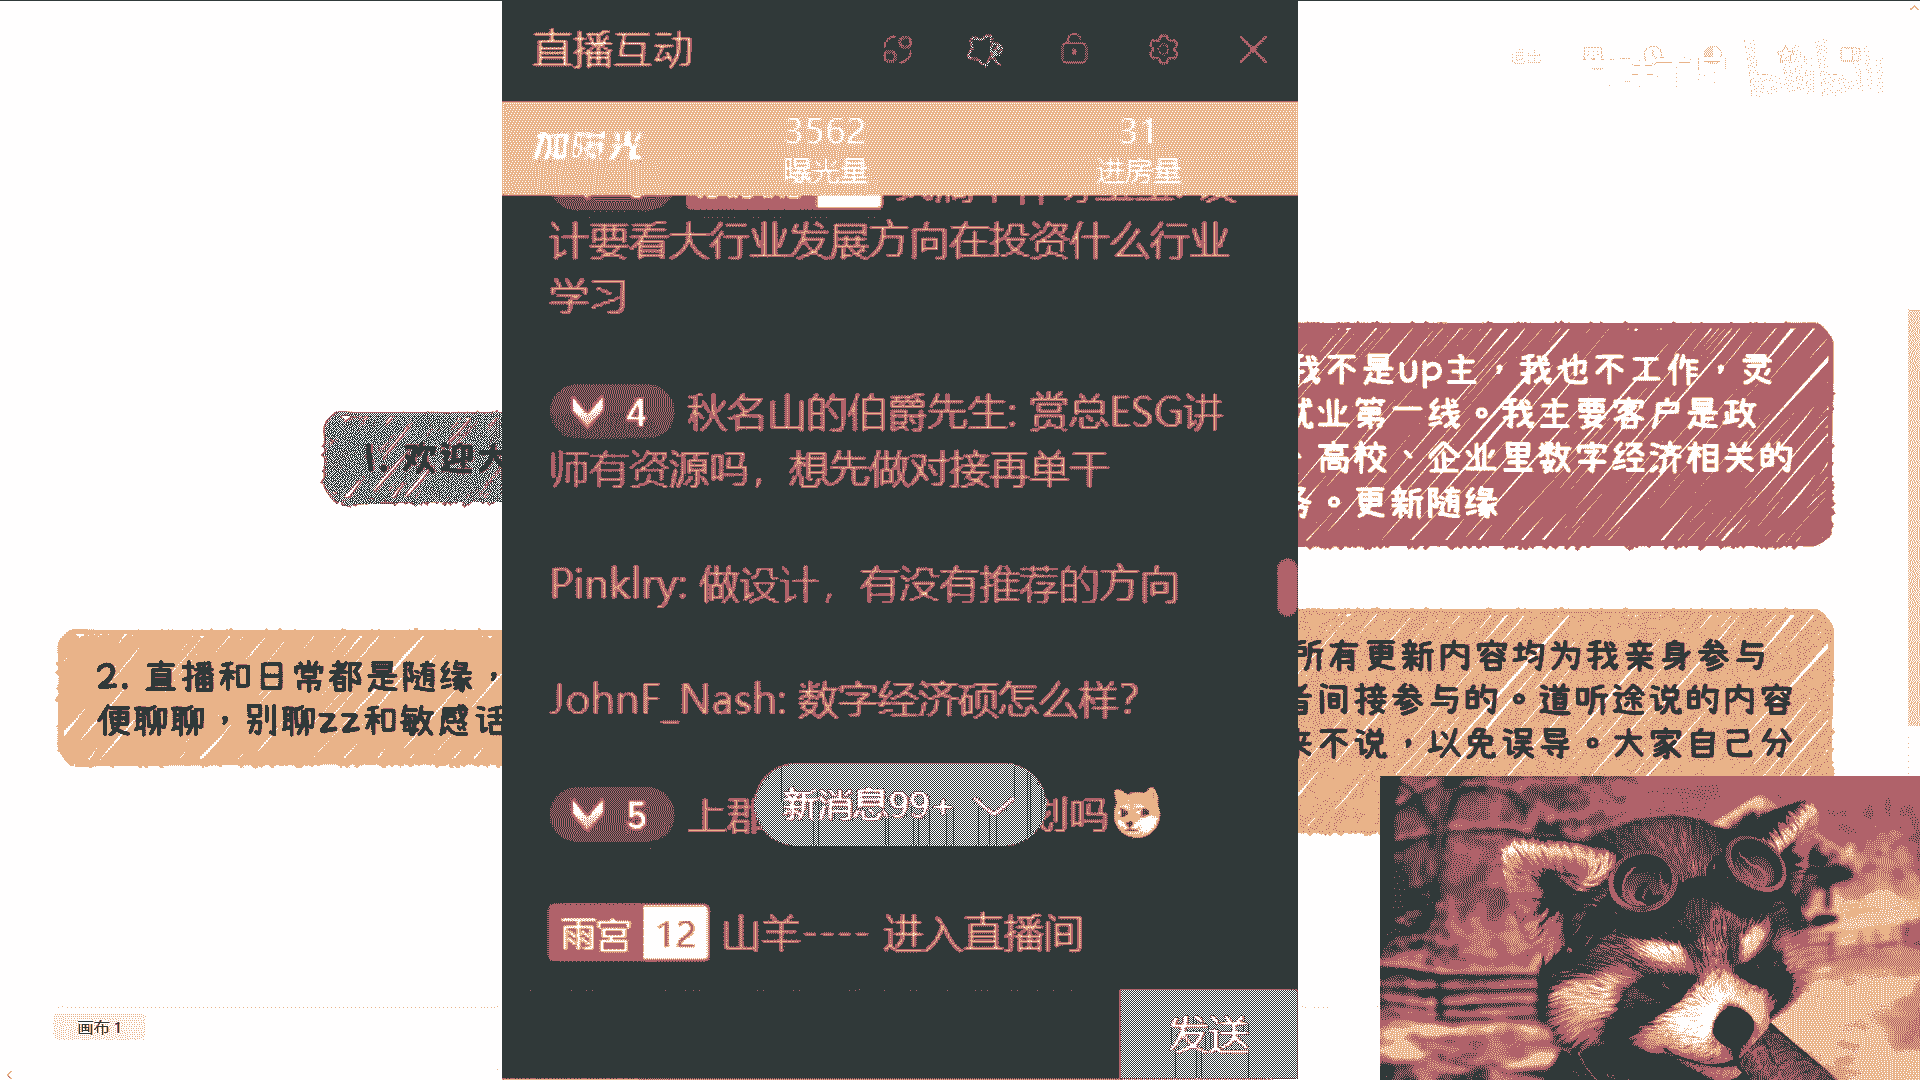 直播互动
加曝光
3562
曝光量
31
进房量
计要看大行业发展方向在投资什么行业
学习
4 秋名山的伯爵先生: 赏总ESG讲
师有资源吗，想先做对接再单干
Pinklry: 做设计，有没有推荐的方向
JohnF_Nash: 数字经济硕怎么样?
5 上群
划吗
新消息99+
雨宫 12 山羊---- 进入直播间
发送
1. 欢迎大
2. 直播和日常都是随缘，
便聊聊，别聊zz和敏感话
我不是up主，我也不工作，灵
就业第一线。我主要客户是政
、高校、企业里数字经济相关的
务。更新随缘
所有更新内容均为我亲身参与
者间接参与的。道听途说的内容
来不说，以免误导。大家自己分
画布 1